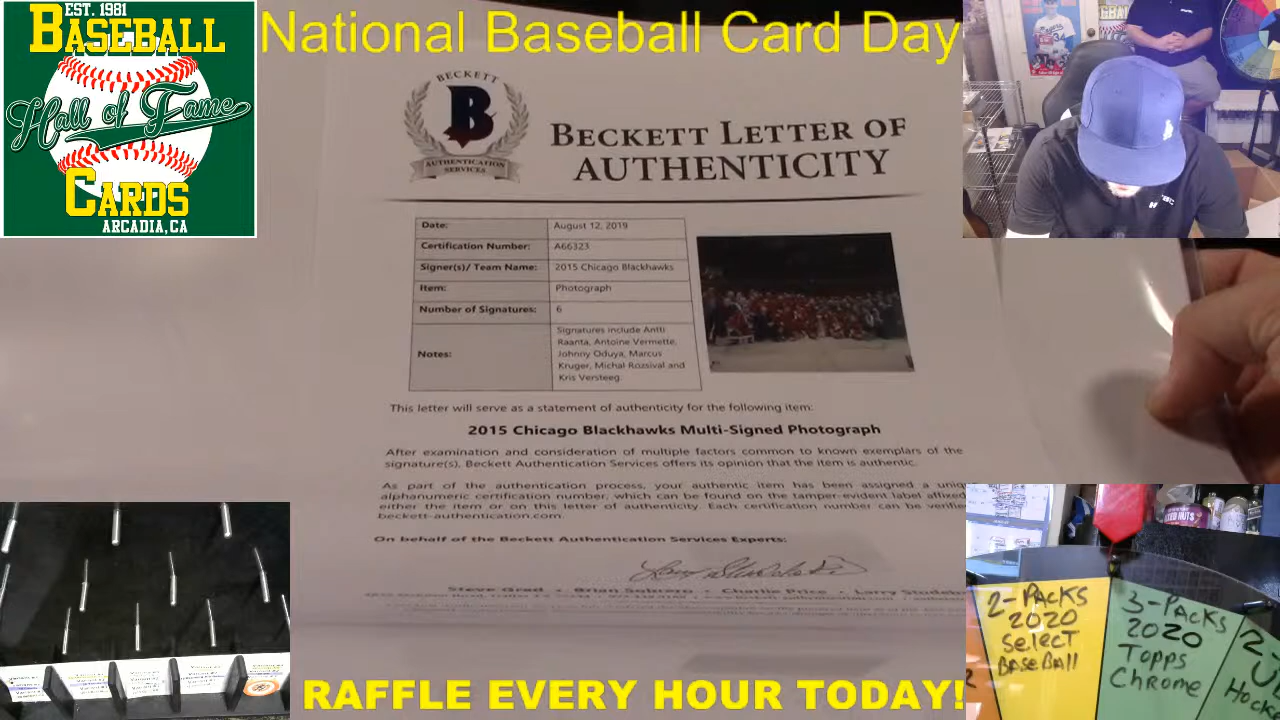 EST. 1981
BASEBALL
Hall of Fame
CARDS
ARCADIA, CA
National Baseball Card Day
BECKETT
B
AUTHENTICATION
SERVICES
BECKETT LETTER OF
AUTHENTICITY
Date: August 12, 2019
Certification Number: A66323
Signer(s)/ Team Name: 2015 Chicago Blackhawks
Item: Photograph
Number of Signatures: 6
Notes:
Signatures include Antti
Raanta, Antoine Vermette,
Johnny Oduya, Marcus
Kruger, Michal Rozsival and
Kris Versteeg
This letter will serve as a statement of authenticity for the following item:
2015 Chicago Blackhawks Multi-Signed Photograph
After examination and consideration of multiple factors common to known exemplars of the
signature(s), Beckett Authentication Services offers its opinion that the item is authentic.
As part of the authentication process, your authentic item has been assigned a uniq
alphanumeric certification number, which can be found on the tamper-evident label affixed
either the item or on this letter of authenticity. Each certification number can be verifie
beckett-authentication.com.
On behalf of the Beckett Authentication Services Experts:
Steve Grad • Brian Sobrero • Charlie Price • Larry Studeb
RAFFLE EVERY HOUR TODAY!
2-PACKS
2020
SELECT
BASEBALL
3-PACKS
2020
TOPPS
CHROME
2
Hock
MIXED NUTS